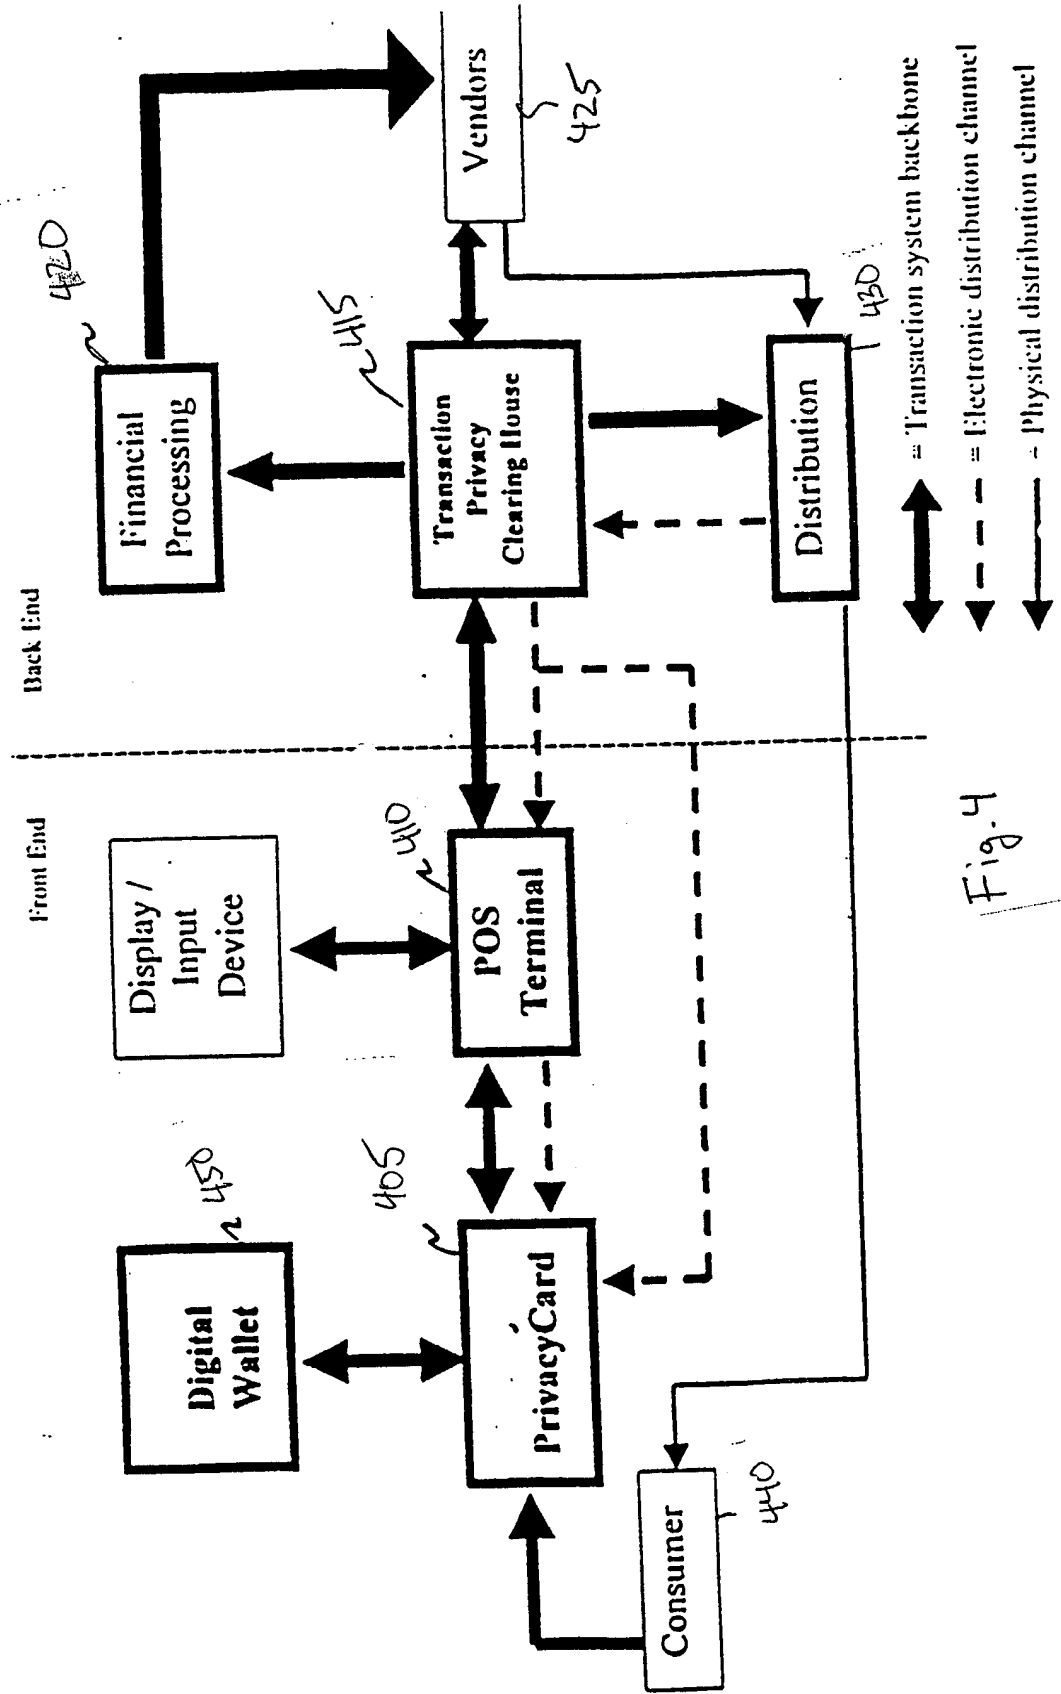 Front End
Back End
Digital
Wallet
450
Display /
Input
Device
Financial
Processing
420
PrivacyCard
405
POS
Terminal
410
Transaction
Privacy
Clearing House
415
Vendors
425
Consumer
440
Distribution
430
= Transaction system backbone
= Electronic distribution channel
= Physical distribution channel
Fig. 4